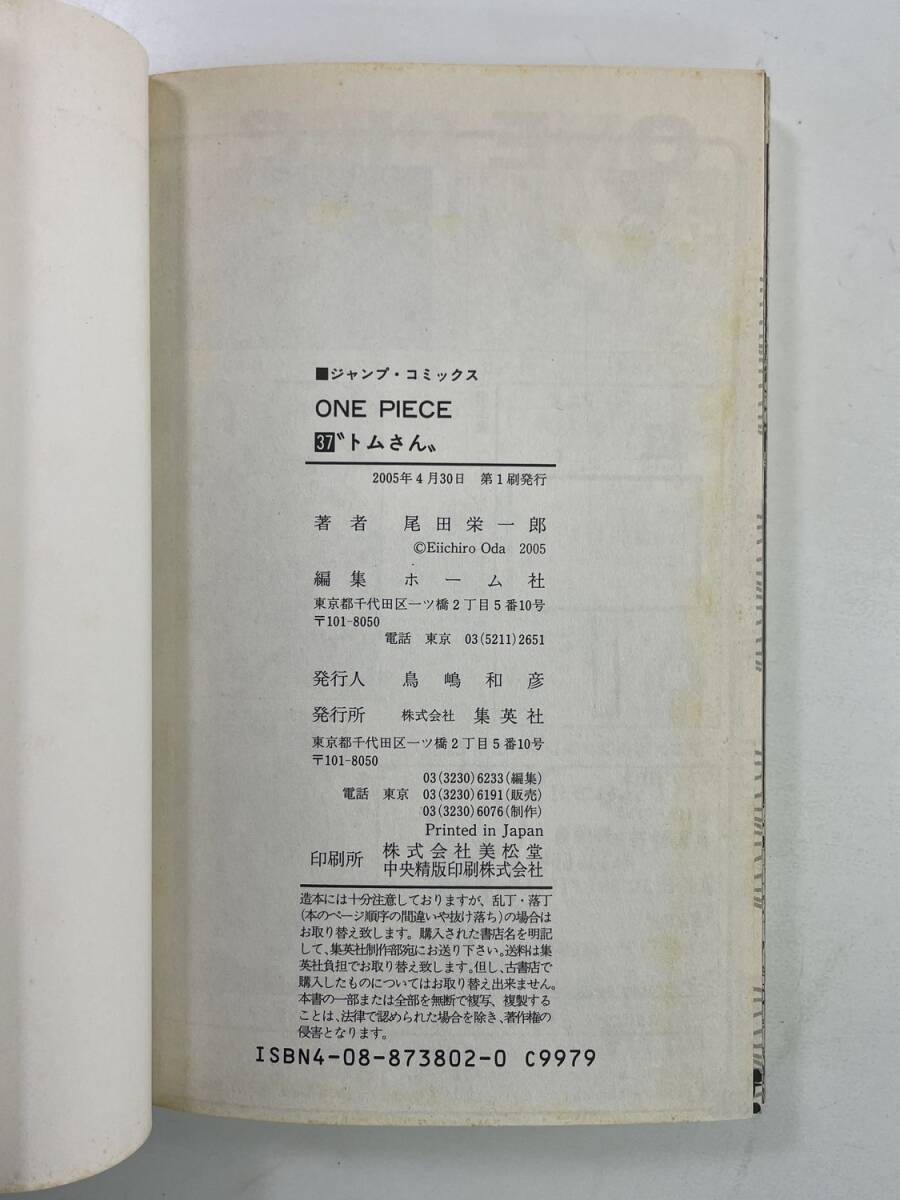 ■ジャンプ・コミックス
ONE PIECE
37〝トムさん〟
2005年4月30日 第1刷発行
著者 尾田栄一郎
©Eiichiro Oda 2005
編集 ホーム社
東京都千代田区一ツ橋2丁目5番10号
〒101-8050
電話 東京 03(5211)2651
発行人 鳥嶋和彦
発行所 株式会社 集英社
東京都千代田区一ツ橋2丁目5番10号
〒101-8050
03(3230)6233(編集)
電話 東京 03(3230)6191(販売)
03(3230)6076(制作)
Printed in Japan
印刷所 株式会社美松堂
中央精版印刷株式会社
造本には十分注意しておりますが、乱丁・落丁
(本のページ順序の間違いや抜け落ち)の場合は
お取り替え致します。購入された書店名を明記
して、集英社制作部宛にお送り下さい。送料は集
英社負担でお取り替え致します。但し、古書店で
購入したものについてはお取り替え出来ません。
本書の一部または全部を無断で複写、複製する
ことは、法律で認められた場合を除き、著作権の
侵害となります。
ISBN4-08-873802-0 C9979